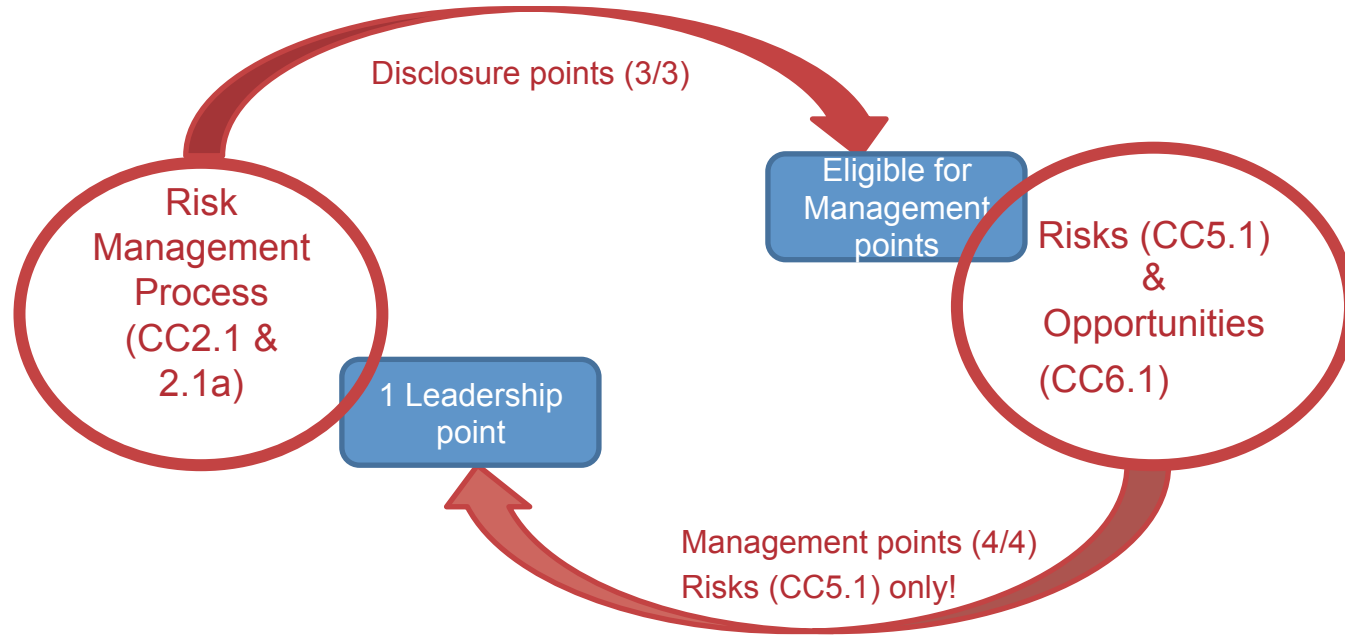 Disclosure points (3/3)
Risk
Management
Process
(CC2.1 &
2.1a)
Eligible for
Management
points
Risks (CC5.1)
&
Opportunities
(CC6.1)
1 Leadership
point
Management points (4/4)
Risks (CC5.1) only!